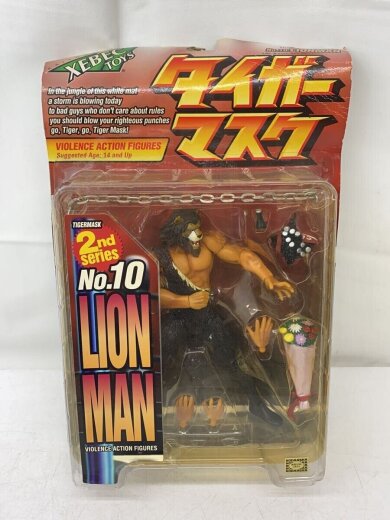 XEBEC
TOYS
タイガー
マスク
In the jungle of this white mat
a storm is blowing today
to bad guys who don't care about rules
you should blow your righteous punches
go, Tiger, go, Tiger Mask!
VIOLENCE ACTION FIGURES
Suggested Age; 14 and Up
TIGERMASK
2nd
series
No.10
LION
MAN
VIOLENCE ACTION FIGURES